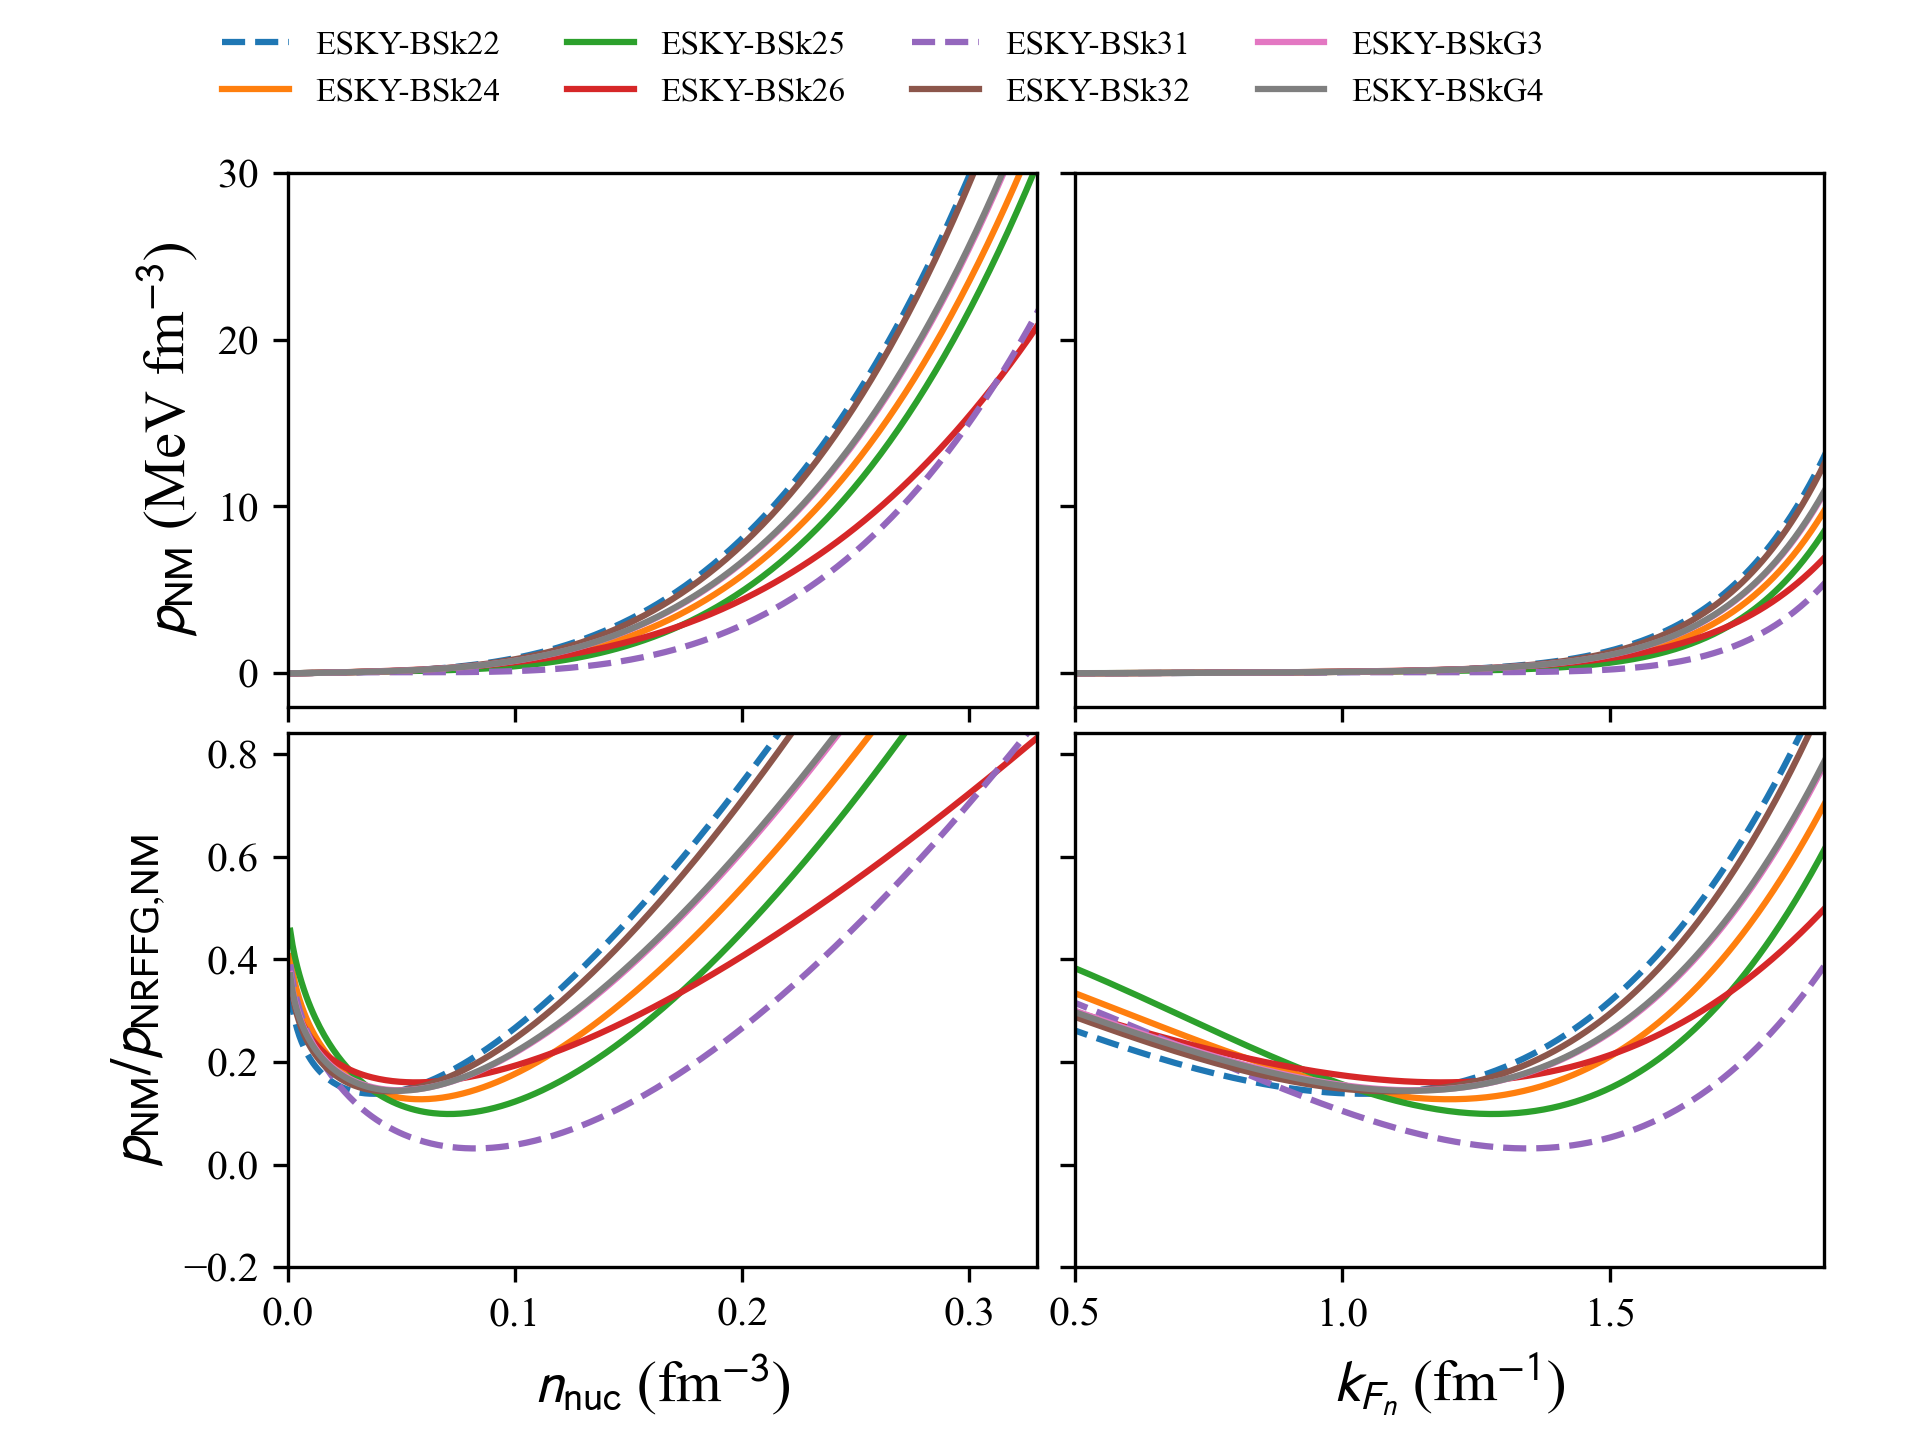 ESKY-BSk22 ESKY-BSk25 ESKY-BSk31 ESKY-BSkG3
ESKY-BSk24 ESKY-BSk26 ESKY-BSk32 ESKY-BSkG4
30
20
10
0
p_NM (MeV fm⁻³)
0.8
0.6
0.4
0.2
0.0
−0.2
p_NM/p_NRFFG,NM
0.0 0.1 0.2 0.3 0.5 1.0 1.5
n_nuc (fm⁻³) k_{F_n} (fm⁻¹)